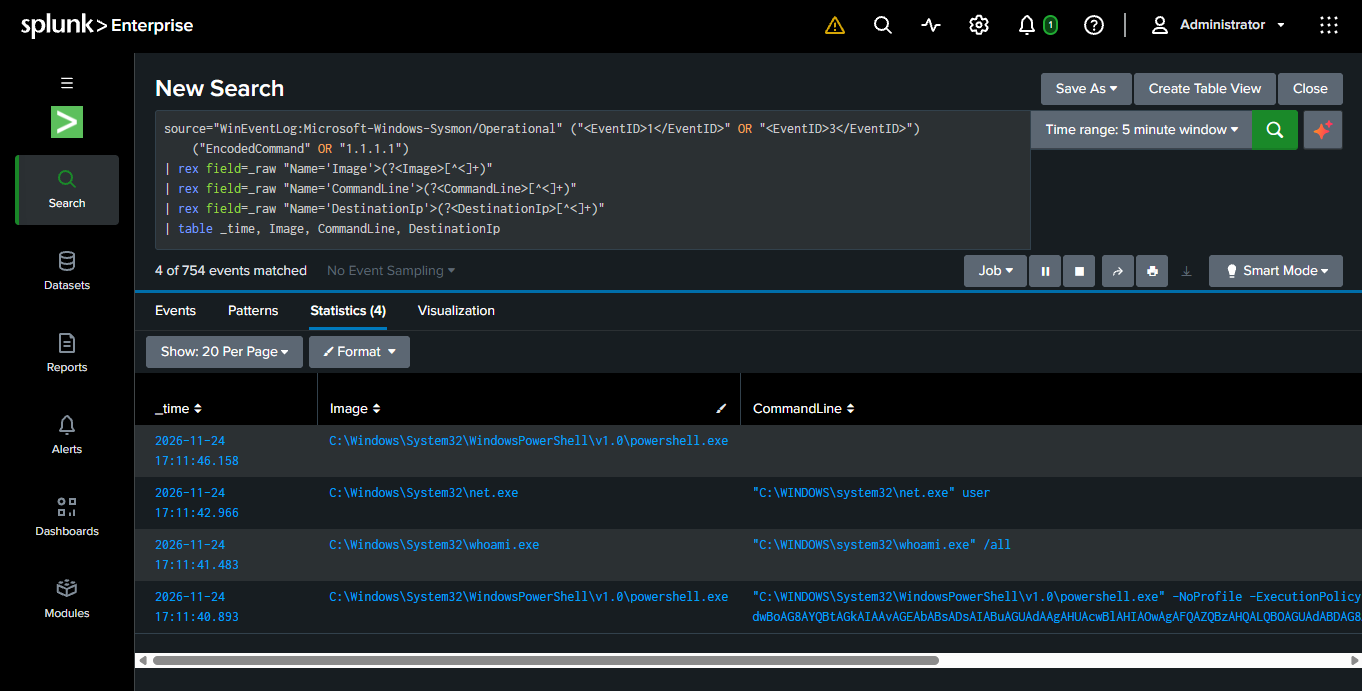 splunk> Enterprise
1
Administrator
New Search
Save As
Create Table View
Close
source="WinEventLog:Microsoft-Windows-Sysmon/Operational" ("<EventID>1</EventID>" OR "<EventID>3</EventID>")
("EncodedCommand" OR "1.1.1.1")
| rex field=_raw "Name='Image'>(?<Image>[^<]+)"
| rex field=_raw "Name='CommandLine'>(?<CommandLine>[^<]+)"
| rex field=_raw "Name='DestinationIp'>(?<DestinationIp>[^<]+)"
| table _time, Image, CommandLine, DestinationIp
Time range: 5 minute window
Search
Datasets
Reports
Alerts
Dashboards
Modules
4 of 754 events matched
No Event Sampling
Job
Smart Mode
Events
Patterns
Statistics (4)
Visualization
Show: 20 Per Page
Format
_time
Image
CommandLine
2026-11-24
17:11:46.158
C:\Windows\System32\WindowsPowerShell\v1.0\powershell.exe
2026-11-24
17:11:42.966
C:\Windows\System32\net.exe
"C:\WINDOWS\system32\net.exe" user
2026-11-24
17:11:41.483
C:\Windows\System32\whoami.exe
"C:\WINDOWS\system32\whoami.exe" /all
2026-11-24
17:11:40.893
C:\Windows\System32\WindowsPowerShell\v1.0\powershell.exe
"C:\WINDOWS\System32\WindowsPowerShell\v1.0\powershell.exe" -NoProfile -ExecutionPolicy
dwBoAG8AYQBtAGkAIAAvAGEAbABsADsAIABuAGUAdAAgAHUAcwBlAHIAOwAgAFQAZQBzAHQALQBOAGUAdABDAG8